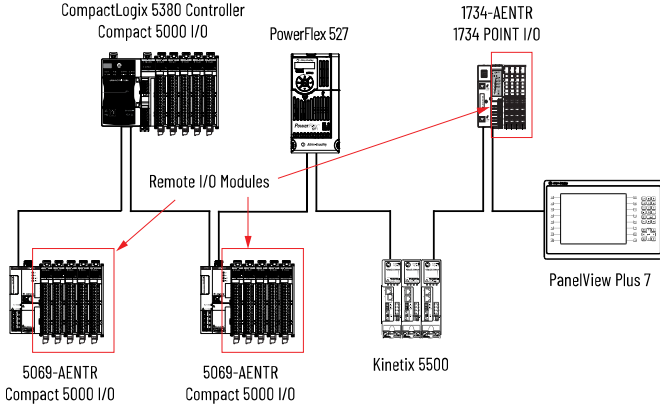 CompactLogix 5380 Controller
Compact 5000 I/O
PowerFlex 527
1734-AENTR
1734 POINT I/O
Remote I/O Modules
PanelView Plus 7
5069-AENTR
Compact 5000 I/O
5069-AENTR
Compact 5000 I/O
Kinetix 5500